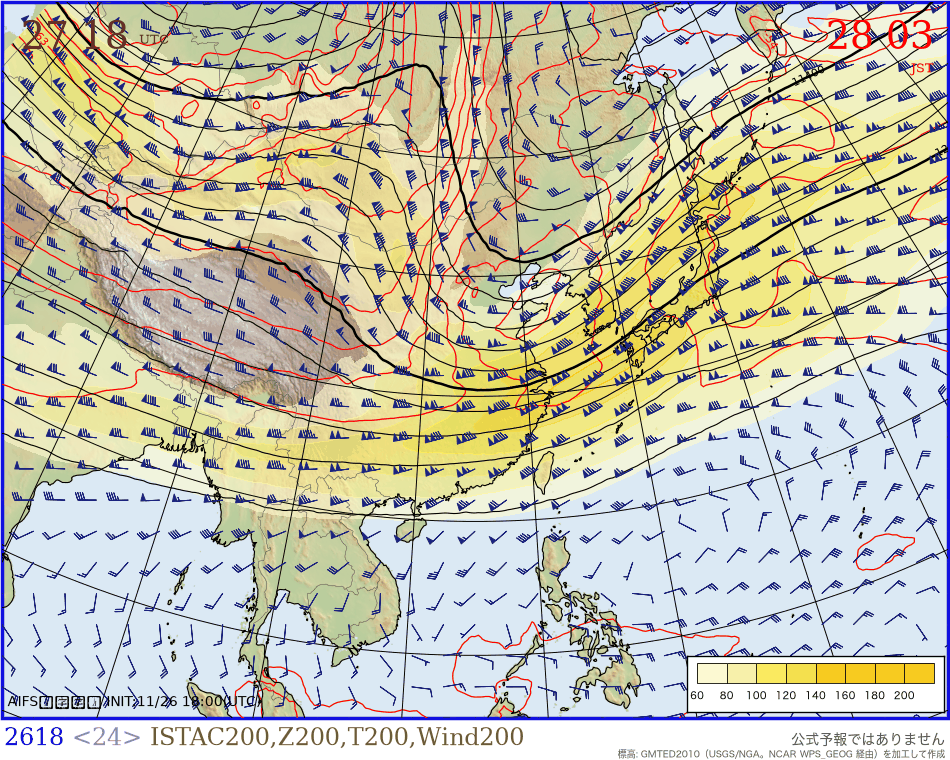 27 18 UTC
28 03
JST
AIFS INIT:11/26 18:00(UTC)
60 80 100 120 140 160 180 200
2618 <24> ISTAC200,Z200,T200,Wind200
公式予報ではありません
標高: GMTED2010（USGS/NGA。NCAR WPS_GEOG 経由）を加工して作成